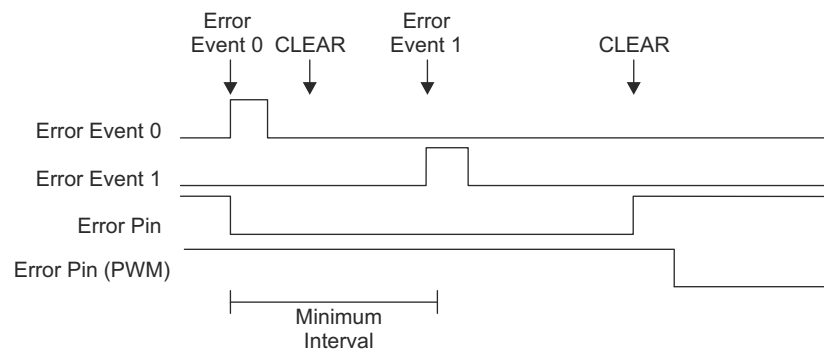 Error
Event 0
CLEAR
Error
Event 1
CLEAR
Error Event 0
Error Event 1
Error Pin
Error Pin (PWM)
Minimum
Interval